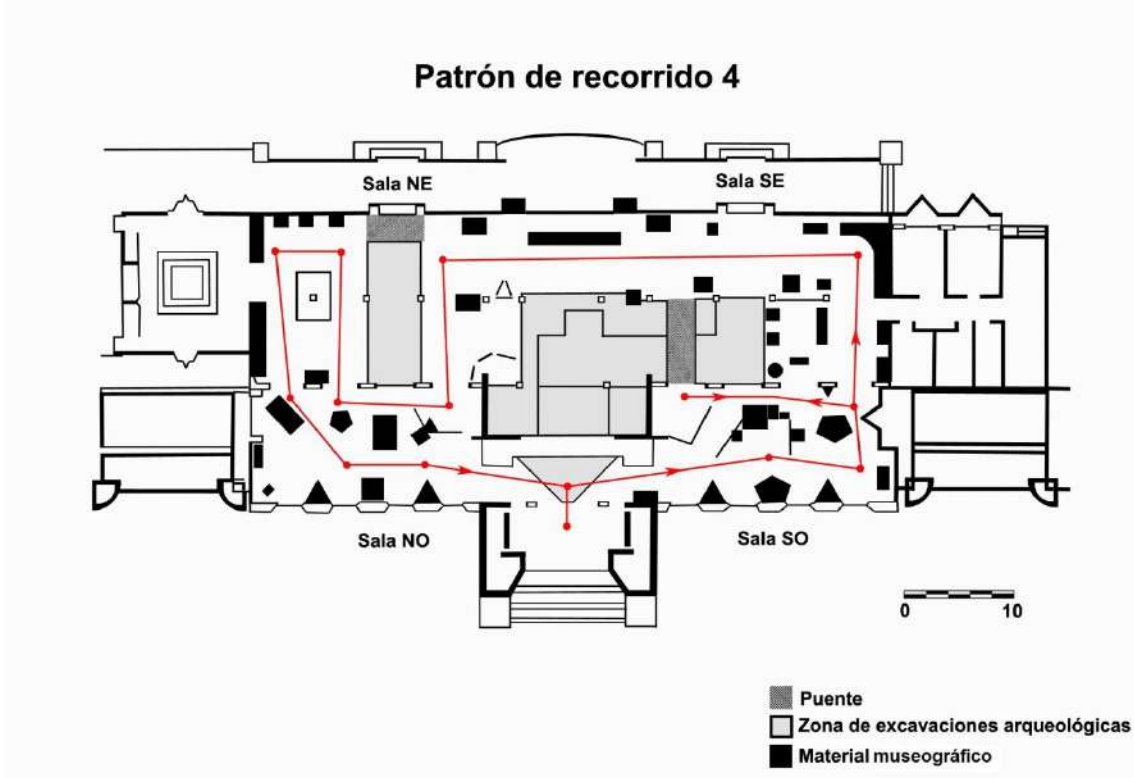 Patrón de recorrido 4
Sala NE
Sala SE
Sala NO
Sala SO
0 10
Puente
Zona de excavaciones arqueológicas
Material museográfico